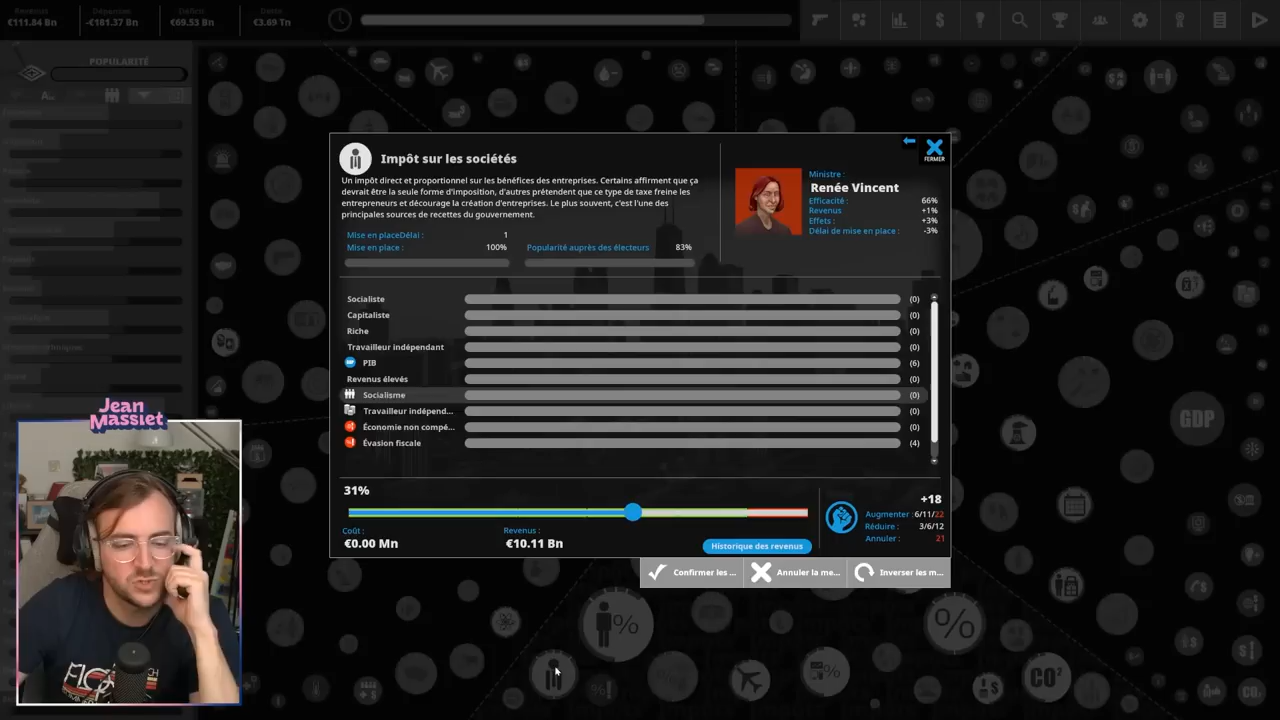 Revenus
Dépenses
Déficit
Dette
€111.84 Bn
-€181.37 Bn
€69.53 Bn
€3.69 Tn
POPULARITÉ
Impôt sur les sociétés
Un impôt direct et proportionnel sur les bénéfices des entreprises. Certains affirment que ça
devrait être la seule forme d'imposition, d'autres prétendent que ce type de taxe freine les
entrepreneurs et décourage la création d'entreprises. Le plus souvent, c'est l'une des
principales sources de recettes du gouvernement.
Mise en placeDélai : 1
Mise en place : 100%
Popularité auprès des électeurs 83%
FERMER
Ministre :
Renée Vincent
Efficacité : 66%
Revenus +1%
Effets : +3%
Délai de mise en place : -3%
Socialiste (0)
Capitaliste (0)
Riche (0)
Travailleur indépendant (0)
PIB (6)
Revenus élevés (0)
Socialisme (0)
Travailleur indépend... (0)
Économie non compé... (0)
Évasion fiscale (4)
31%
Coût :
€0.00 Mn
Revenus :
€10.11 Bn
Historique des revenus
+18
Augmenter : 6/11/22
Réduire : 3/6/12
Annuler : 21
Confirmer les ...
Annuler la me...
Inverser les m...
Jean
Massiet
GDP
%
%
CO²